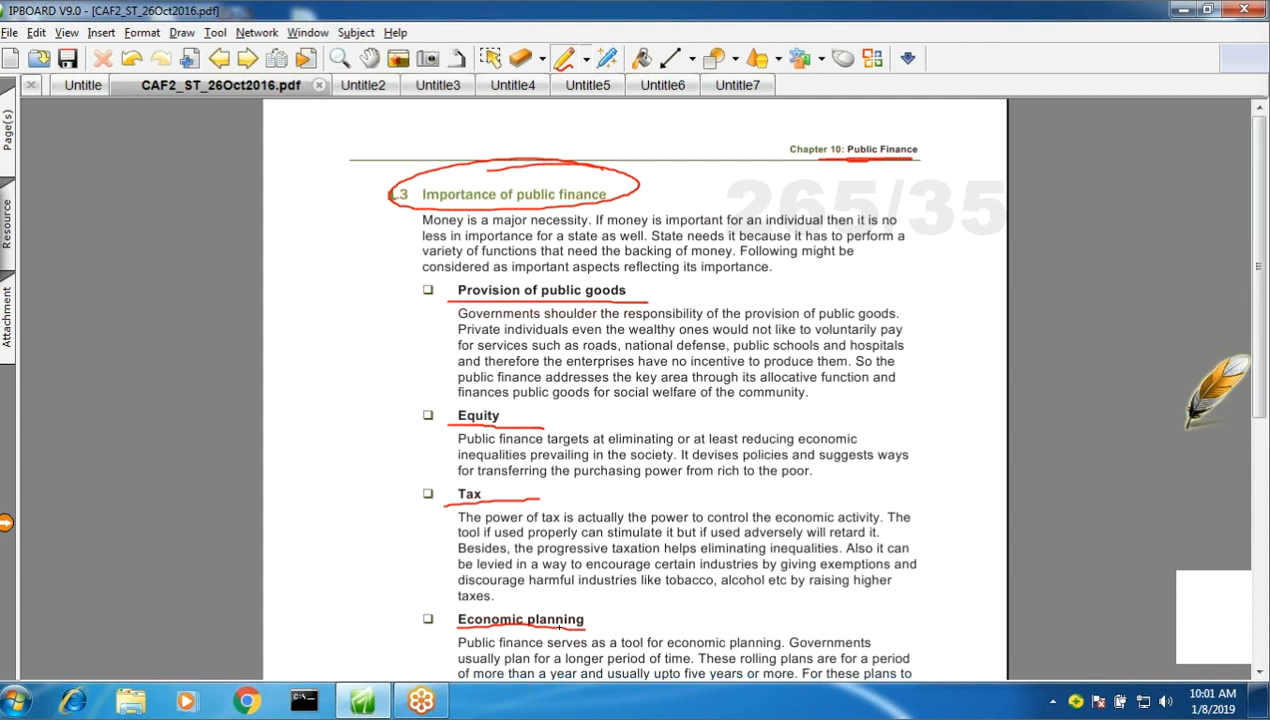 IPBOARD V9.0 - [CAF2_ST_26Oct2016.pdf]
File Edit View Insert Format Draw Tool Network Window Subject Help
Untitle CAF2_ST_26Oct2016.pdf Untitle2 Untitle3 Untitle4 Untitle5 Untitle6 Untitle7
Page(s)
Resource
Attachment
Chapter 10: Public Finance
265/35
.3 Importance of public finance
Money is a major necessity. If money is important for an individual then it is no
less in importance for a state as well. State needs it because it has to perform a
variety of functions that need the backing of money. Following might be
considered as important aspects reflecting its importance.
Provision of public goods
Governments shoulder the responsibility of the provision of public goods.
Private individuals even the wealthy ones would not like to voluntarily pay
for services such as roads, national defense, public schools and hospitals
and therefore the enterprises have no incentive to produce them. So the
public finance addresses the key area through its allocative function and
finances public goods for social welfare of the community.
Equity
Public finance targets at eliminating or at least reducing economic
inequalities prevailing in the society. It devises policies and suggests ways
for transferring the purchasing power from rich to the poor.
Tax
The power of tax is actually the power to control the economic activity. The
tool if used properly can stimulate it but if used adversely will retard it.
Besides, the progressive taxation helps eliminating inequalities. Also it can
be levied in a way to encourage certain industries by giving exemptions and
discourage harmful industries like tobacco, alcohol etc by raising higher
taxes.
Economic planning
Public finance serves as a tool for economic planning. Governments
usually plan for a longer period of time. These rolling plans are for a period
of more than a year and usually upto five years or more. For these plans to
10:01 AM
1/8/2019